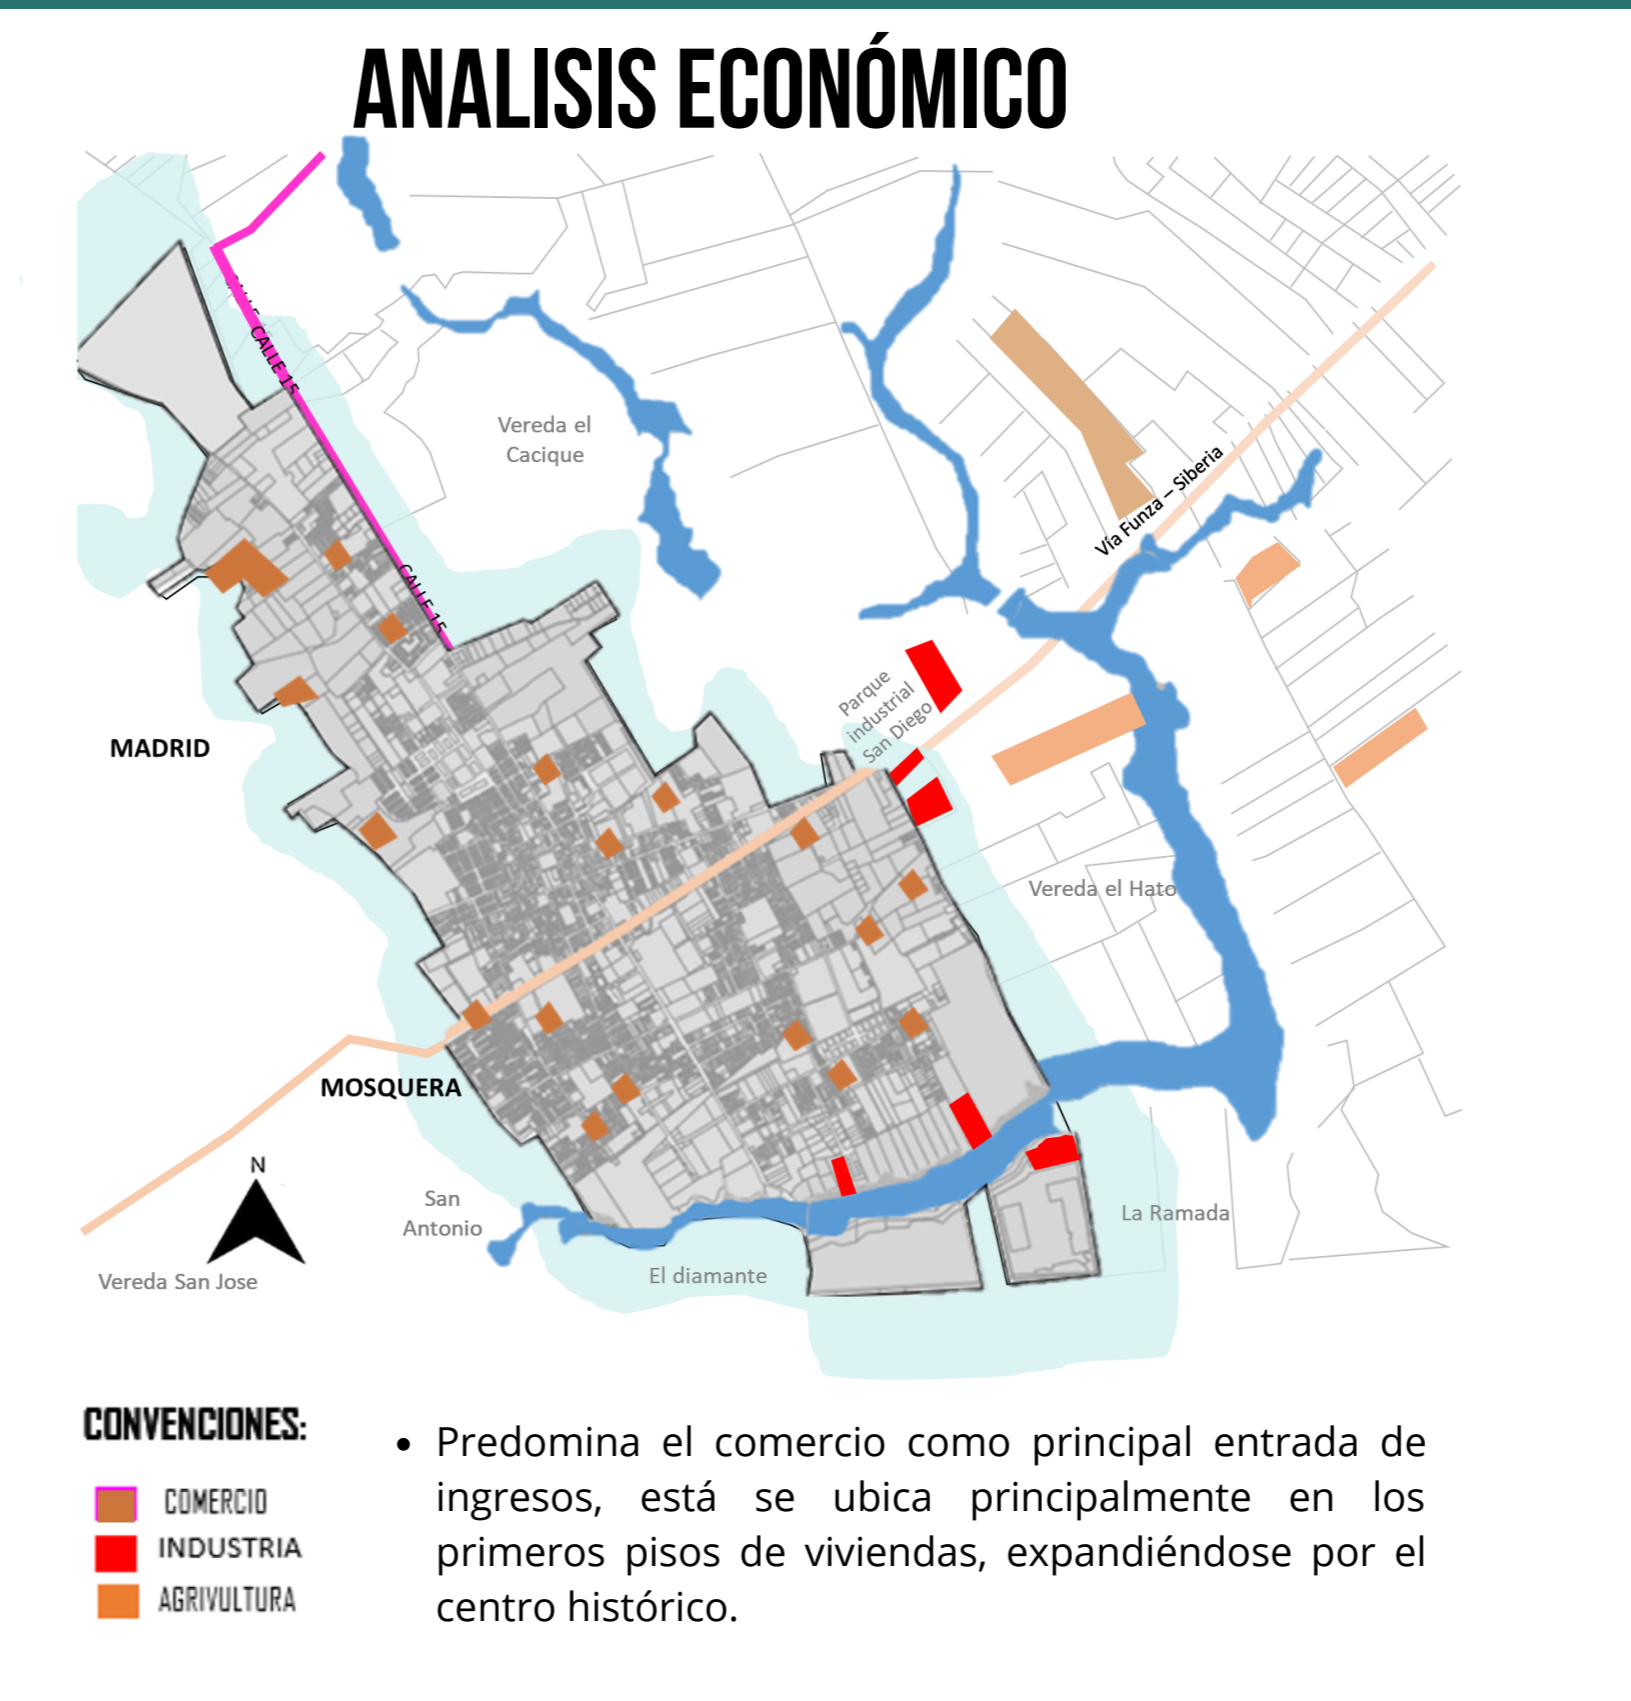 ANALISIS ECONÓMICO
CALLE 15
CALLE 15
Vereda el
Cacique
Vía Funza – Siberia
Parque
industrial
San Diego
MADRID
Vereda el Hato
MOSQUERA
N
San
Antonio
La Ramada
El diamante
Vereda San Jose
CONVENCIONES:
COMERCIO
INDUSTRIA
AGRIVULTURA
• Predomina el comercio como principal entrada de
ingresos, está se ubica principalmente en los
primeros pisos de viviendas, expandiéndose por el
centro histórico.